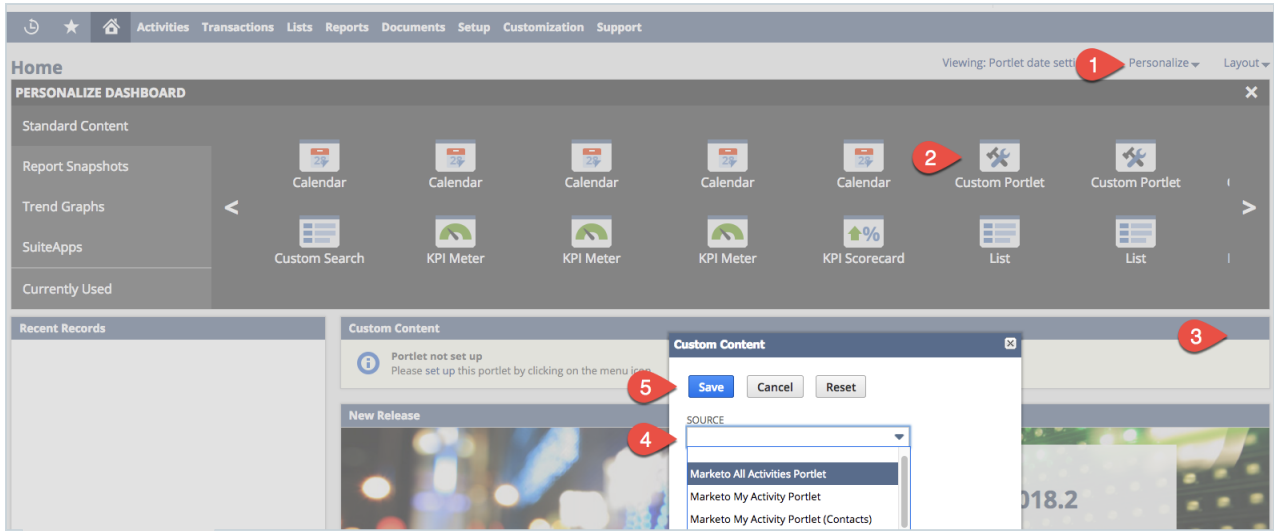 Activities Transactions Lists Reports Documents Setup Customization Support
Home
Viewing: Portlet date setti
1
Personalize
Layout
PERSONALIZE DASHBOARD
Standard Content
Report Snapshots
Trend Graphs
SuiteApps
Currently Used
<
Calendar Calendar Calendar Calendar Calendar
2
Custom Portlet Custom Portlet
Custom Search KPI Meter KPI Meter KPI Meter KPI Scorecard List List
>
Recent Records
Custom Content
3
Portlet not set up
Please set up this portlet by clicking on the menu icon
New Release
Custom Content
5
Save Cancel Reset
SOURCE
4
Marketo All Activities Portlet
Marketo My Activity Portlet
Marketo My Activity Portlet (Contacts)
018.2